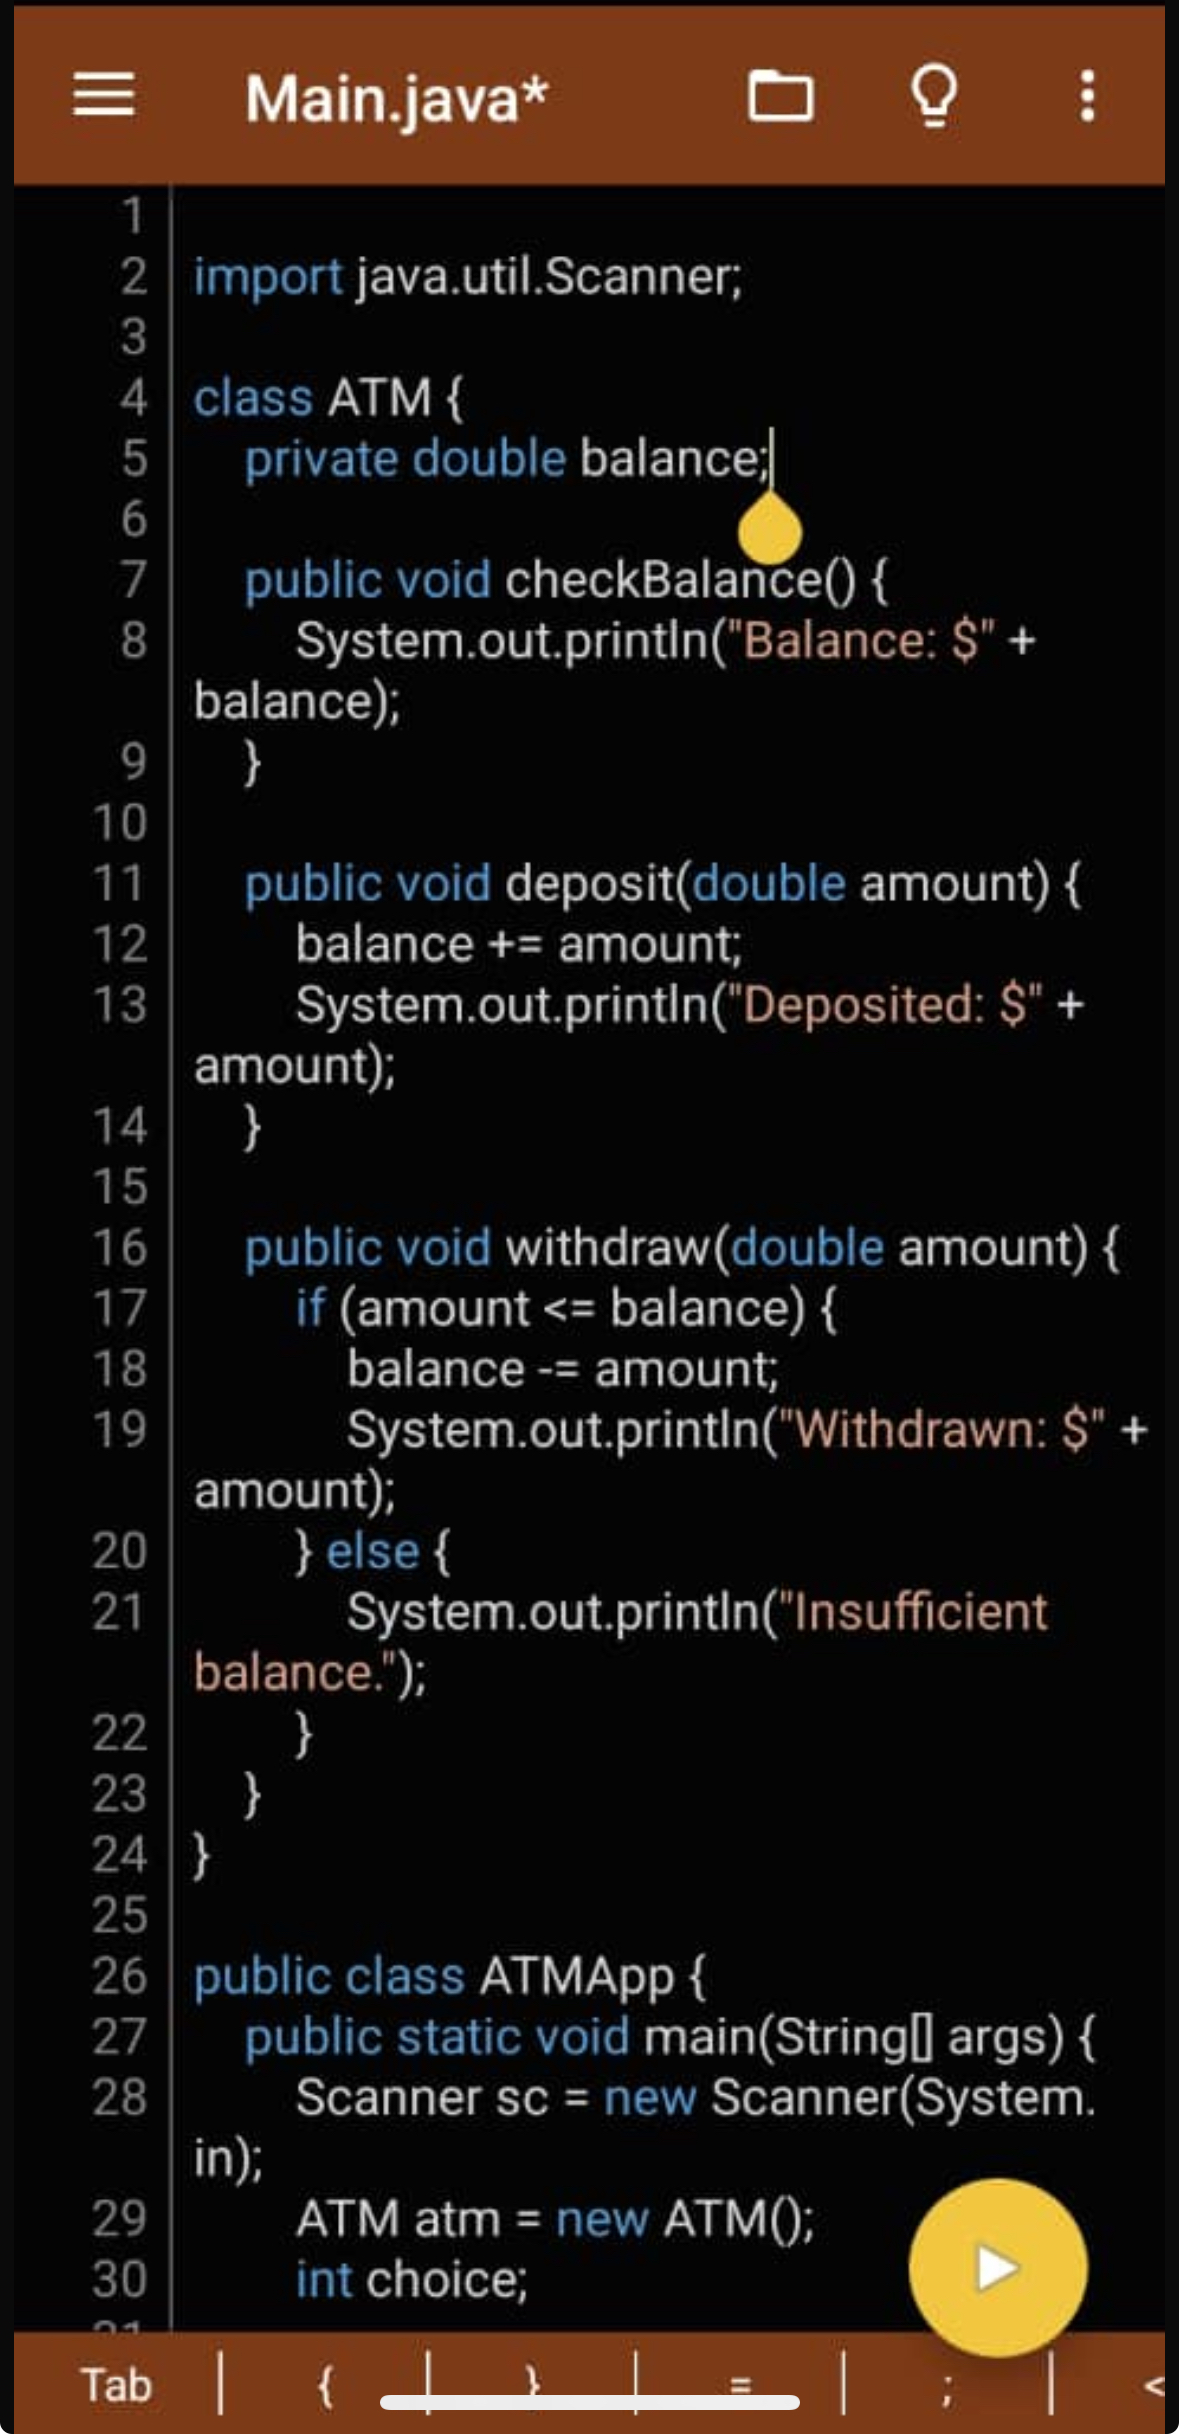 Main.java*
1
2 import java.util.Scanner;
3
4 class ATM {
5 private double balance;
6
7 public void checkBalance() {
8 System.out.println("Balance: $" +
balance);
9 }
10
11 public void deposit(double amount) {
12 balance += amount;
13 System.out.println("Deposited: $" +
amount);
14 }
15
16 public void withdraw(double amount) {
17 if (amount <= balance) {
18 balance -= amount;
19 System.out.println("Withdrawn: $" +
amount);
20 } else {
21 System.out.println("Insufficient
balance.");
22 }
23 }
24 }
25
26 public class ATMApp {
27 public static void main(String[] args) {
28 Scanner sc = new Scanner(System.
in);
29 ATM atm = new ATM();
30 int choice;
31
Tab | { | } | = | ; | <